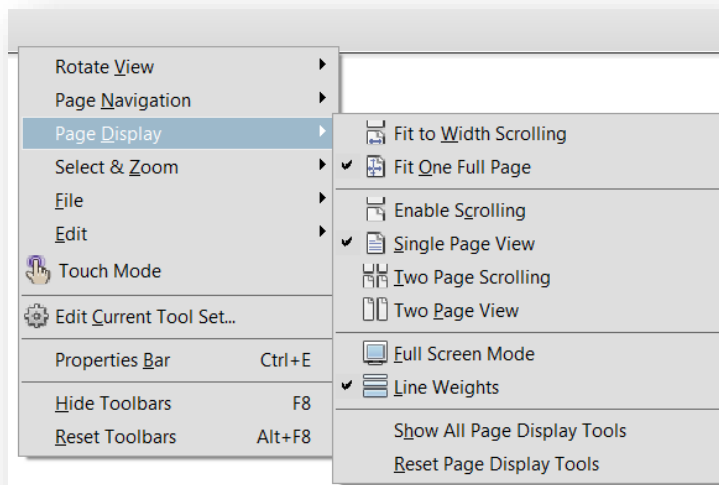 Rotate View
Page Navigation
Page Display
Select & Zoom
File
Edit
Touch Mode
Edit Current Tool Set...
Properties Bar Ctrl+E
Hide Toolbars F8
Reset Toolbars Alt+F8
Fit to Width Scrolling
Fit One Full Page
Enable Scrolling
Single Page View
Two Page Scrolling
Two Page View
Full Screen Mode
Line Weights
Show All Page Display Tools
Reset Page Display Tools